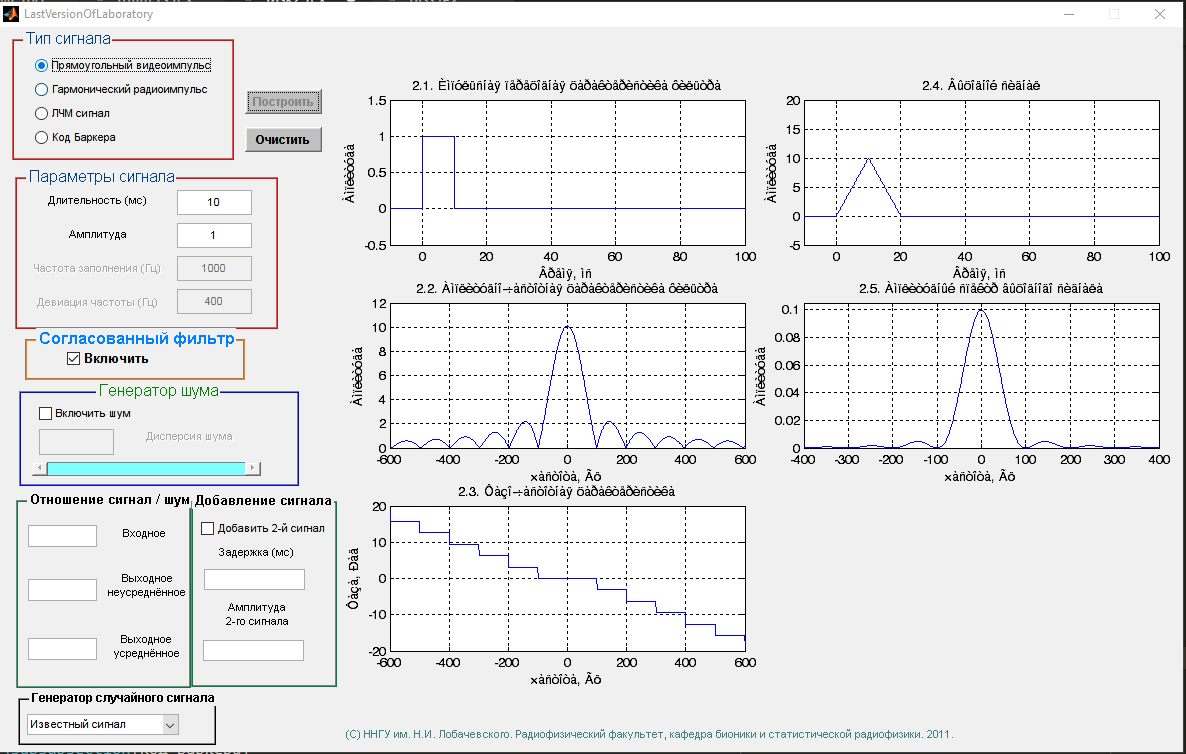 LastVersionOfLaboratory
Тип сигнала
Прямоугольный видеоимпульс
Гармонический радиоимпульс
ЛЧМ сигнал
Код Баркера
Построить
Очистить
Параметры сигнала
Длительность (мс)
10
Амплитуда
1
Частота заполнения (Гц)
1000
Девиация частоты (Гц)
400
Согласованный фильтр
Включить
Генератор шума
Включить шум
Дисперсия шума
Отношение сигнал / шум
Входное
Выходное
неусреднённое
Выходное
усреднённое
Добавление сигнала
Добавить 2-й сигнал
Задержка (мс)
Амплитуда
2-го сигнала
Генератор случайного сигнала
Известный сигнал
2.1. Èìïóëüñíàÿ ïåðåäàòî÷íàÿ õàðàêòåðèñòèêà ôèëüòðà
1.5
1
0.5
0
-0.5
0 20 40 60 80 100
Àìïëèòóäà
Âðåìÿ, ìñ
2.4. Âûõîäíîé ñèãíàë
20
15
10
5
0
-5
0 20 40 60 80 100
Àìïëèòóäà
Âðåìÿ, ìñ
2.2. Àìïëèòóäíî-÷àñòîòíàÿ õàðàêòåðèñòèêà ôèëüòðà
12
10
8
6
4
2
0
-600 -400 -200 0 200 400 600
Àìïëèòóäà
×àñòîòà, Ãö
2.5. Àìïëèòóäíûé ñïåêòð âûõîäíîãî ñèãíàëà
0.1
0.08
0.06
0.04
0.02
0
-400 -300 -200 -100 0 100 200 300 400
Àìïëèòóäà
×àñòîòà, Ãö
2.3. Ôàçî-÷àñòîòíàÿ õàðàêòåðèñòèêà
20
10
0
-10
-20
-600 -400 -200 0 200 400 600
Ôàçà, Ðàä
×àñòîòà, Ãö
(С) ННГУ им. Н.И. Лобачевского. Радиофизический факультет, кафедра бионики и статистической радиофизики. 2011.